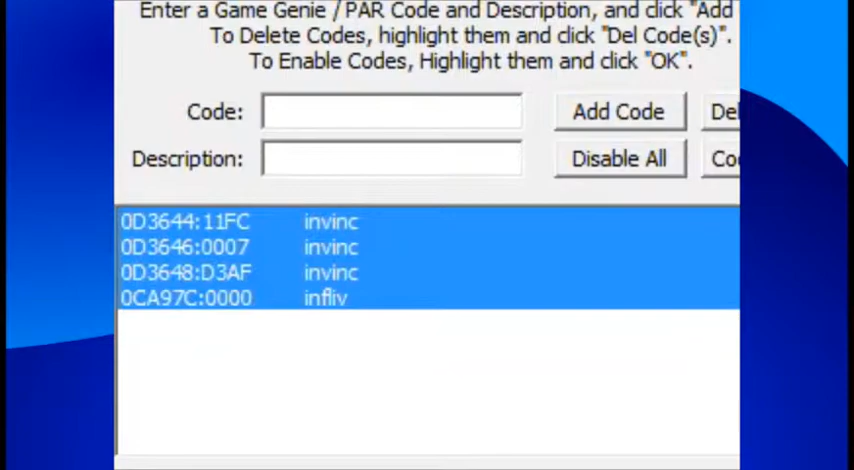 Enter a Game Genie / PAR Code and Description, and click "Add
To Delete Codes, highlight them and click "Del Code(s)".
To Enable Codes, Highlight them and click "OK".
Code: Add Code Del
Description: Disable All Co
0D3644:11FC invinc
0D3646:0007 invinc
0D3648:D3AF invinc
0CA97C:0000 infliv